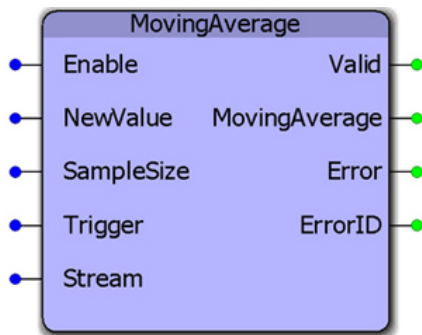 MovingAverage
Enable Valid
NewValue MovingAverage
SampleSize Error
Trigger ErrorID
Stream